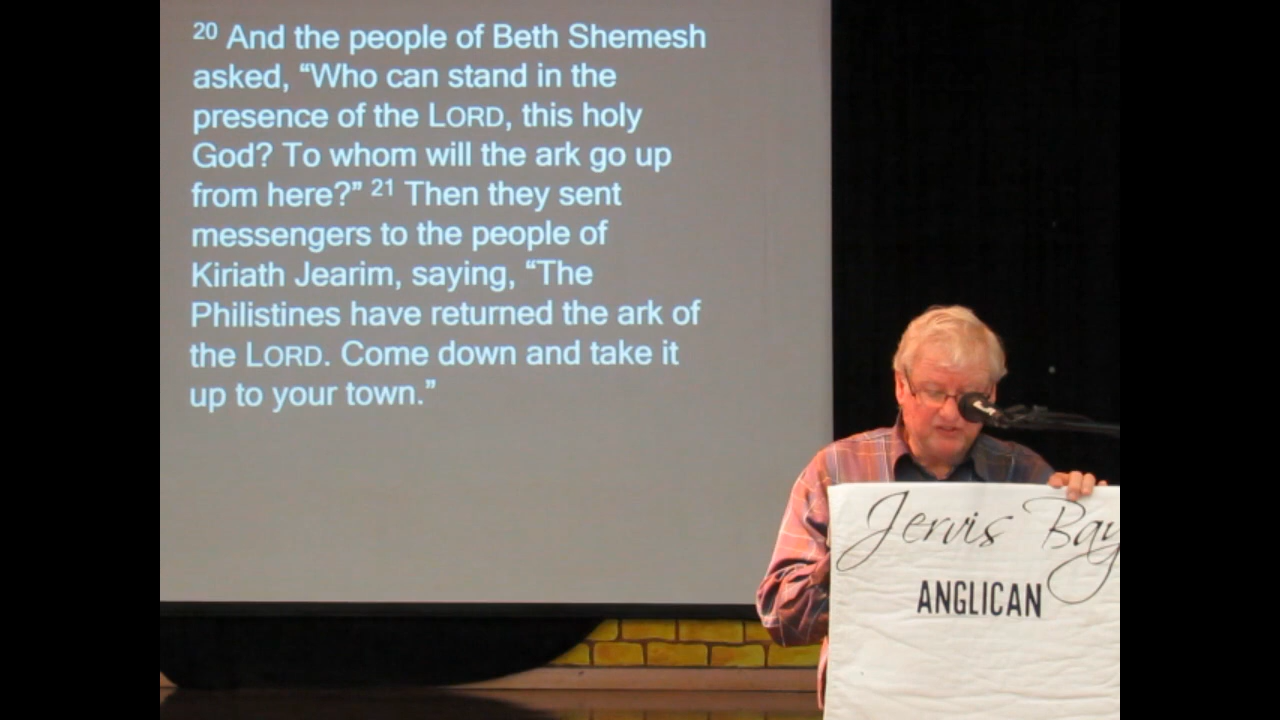 20 And the people of Beth Shemesh
asked, “Who can stand in the
presence of the LORD, this holy
God? To whom will the ark go up
from here?” 21 Then they sent
messengers to the people of
Kiriath Jearim, saying, “The
Philistines have returned the ark of
the LORD. Come down and take it
up to your town.”
Jervis Bay
ANGLICAN